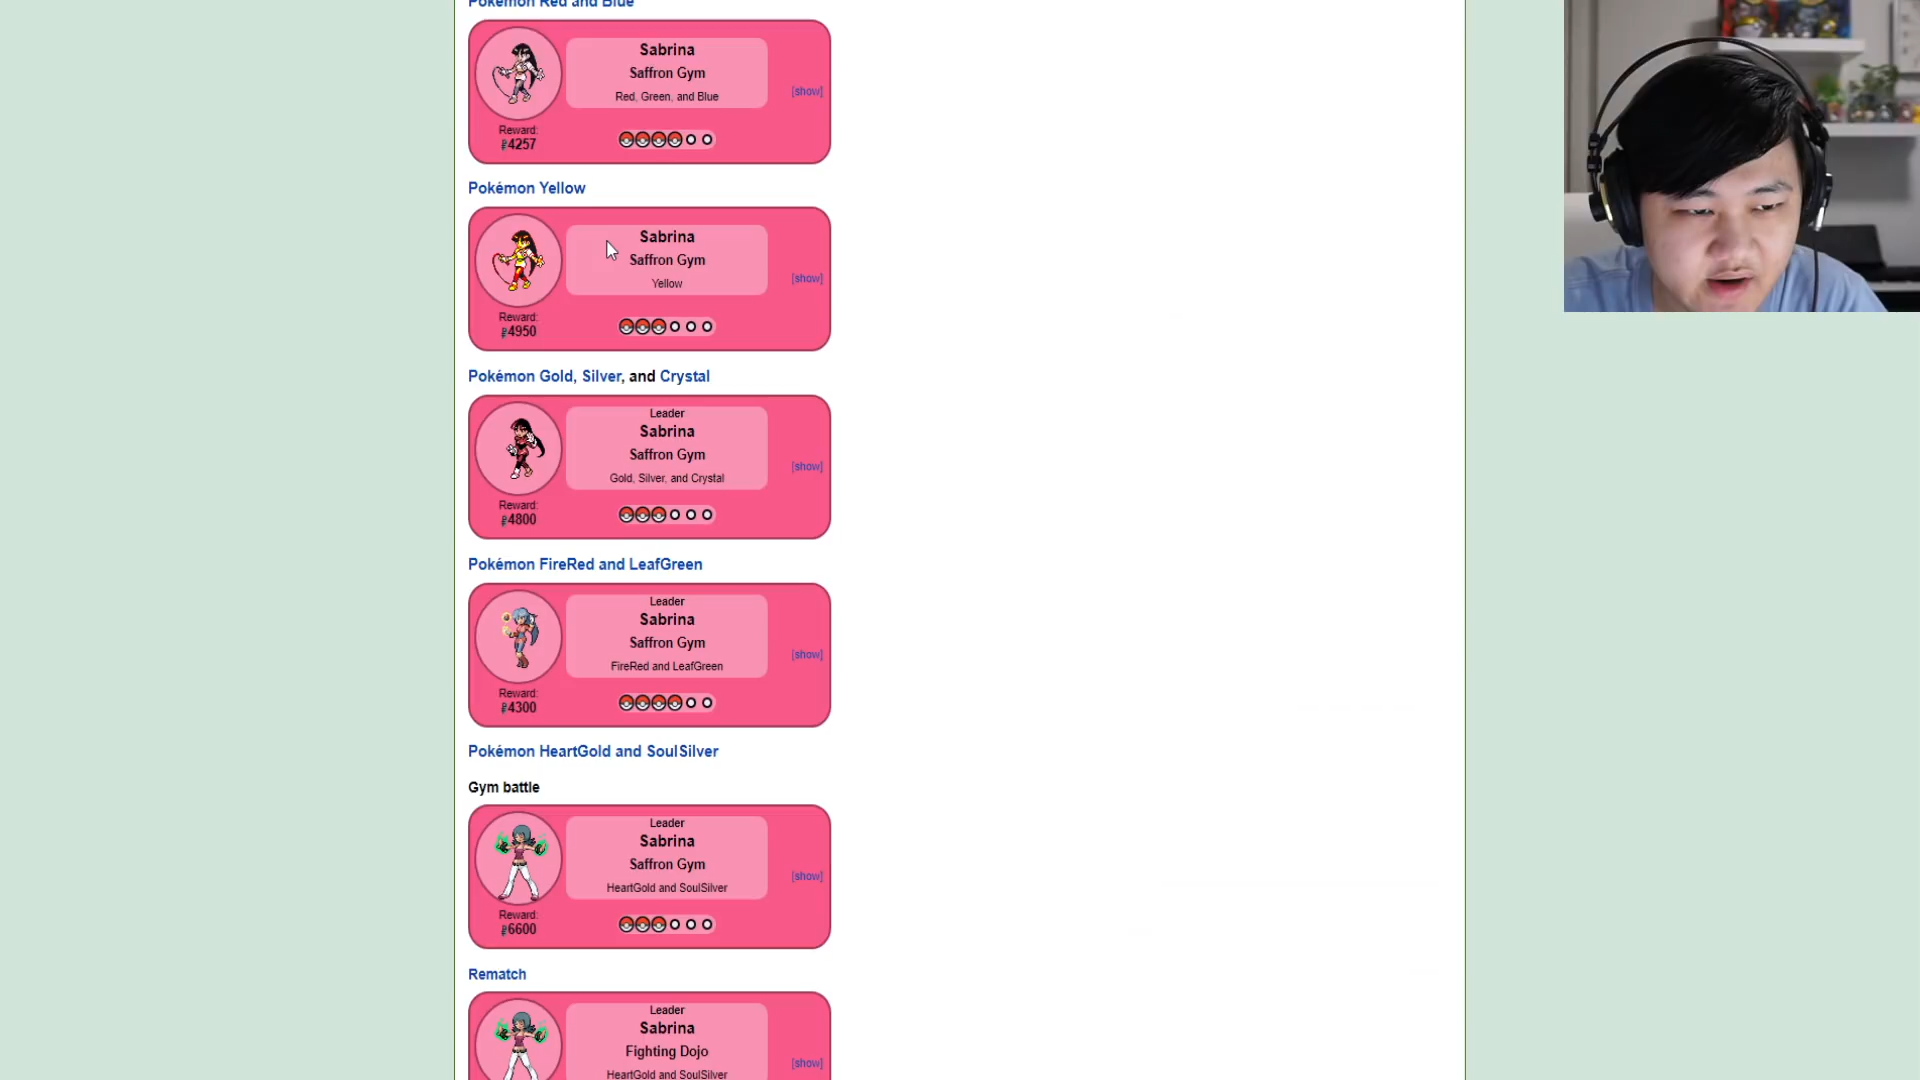 Pokémon Red and Blue
Sabrina
Saffron Gym
Red, Green, and Blue
[show]
Reward:
₽4257
Pokémon Yellow
Sabrina
Saffron Gym
Yellow
[show]
Reward:
₽4950
Pokémon Gold, Silver, and Crystal
Leader
Sabrina
Saffron Gym
Gold, Silver, and Crystal
[show]
Reward:
₽4800
Pokémon FireRed and LeafGreen
Leader
Sabrina
Saffron Gym
FireRed and LeafGreen
[show]
Reward:
₽4300
Pokémon HeartGold and SoulSilver
Gym battle
Leader
Sabrina
Saffron Gym
HeartGold and SoulSilver
[show]
Reward:
₽6600
Rematch
Leader
Sabrina
Fighting Dojo
HeartGold and SoulSilver
[show]